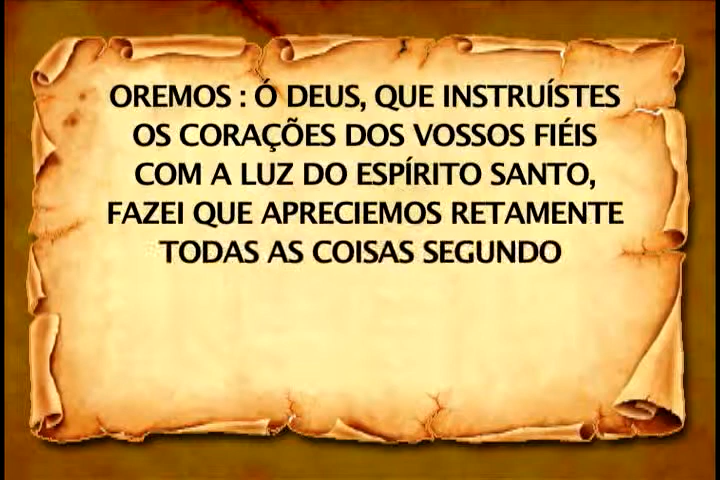 OREMOS : Ó DEUS, QUE INSTRUÍSTES
OS CORAÇÕES DOS VOSSOS FIÉIS
COM A LUZ DO ESPÍRITO SANTO,
FAZEI QUE APRECIEMOS RETAMENTE
TODAS AS COISAS SEGUNDO